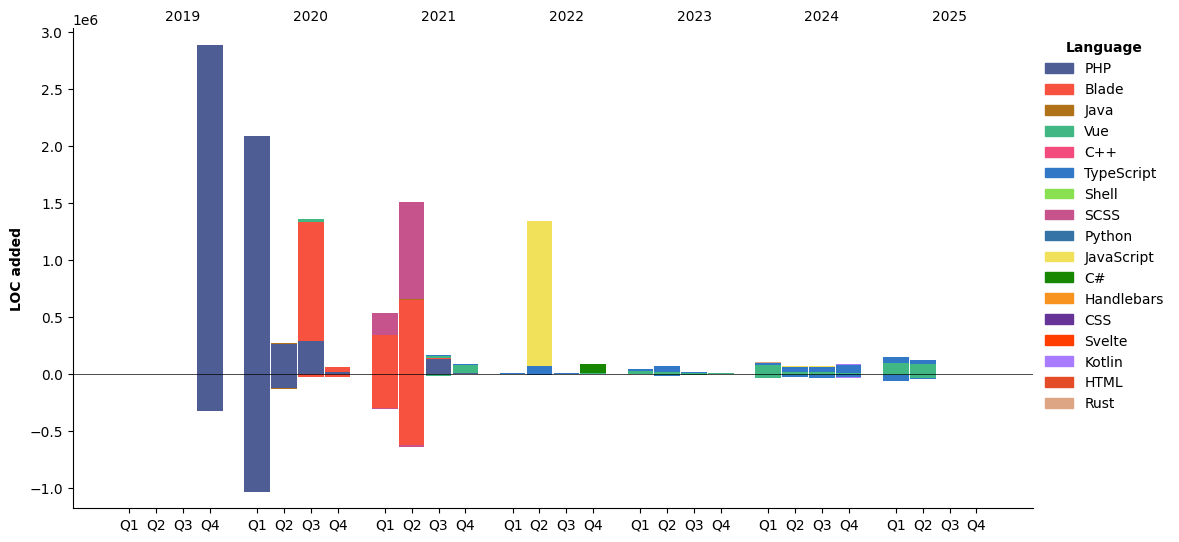 1e6
2019 2020 2021 2022 2023 2024 2025
3.0
2.5
2.0
1.5
1.0
0.5
0.0
−0.5
−1.0
LOC added
Q1 Q2 Q3 Q4 Q1 Q2 Q3 Q4 Q1 Q2 Q3 Q4 Q1 Q2 Q3 Q4 Q1 Q2 Q3 Q4 Q1 Q2 Q3 Q4 Q1 Q2 Q3 Q4
Language
PHP
Blade
Java
Vue
C++
TypeScript
Shell
SCSS
Python
JavaScript
C#
Handlebars
CSS
Svelte
Kotlin
HTML
Rust